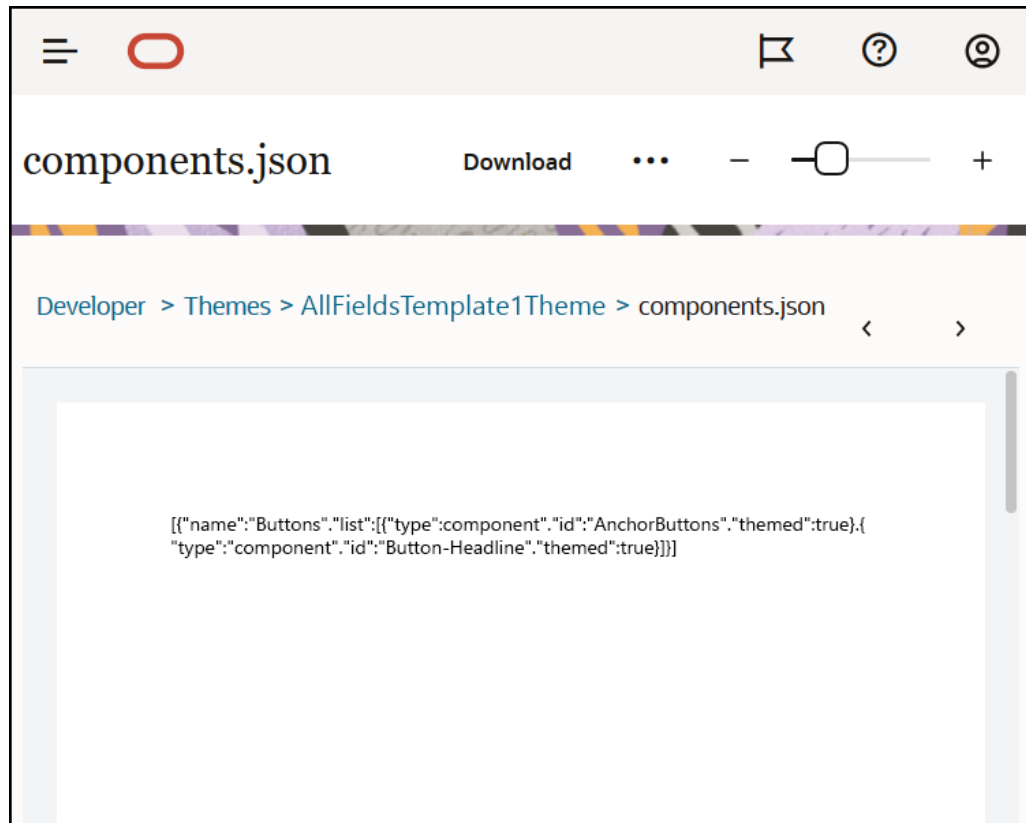 components.json Download ••• − +
Developer > Themes > AllFieldsTemplate1Theme > components.json
[{"name":"Buttons"."list":[{"type":component"."id":"AnchorButtons"."themed":true}.{
"type":"component"."id":"Button-Headline"."themed":true}]}]